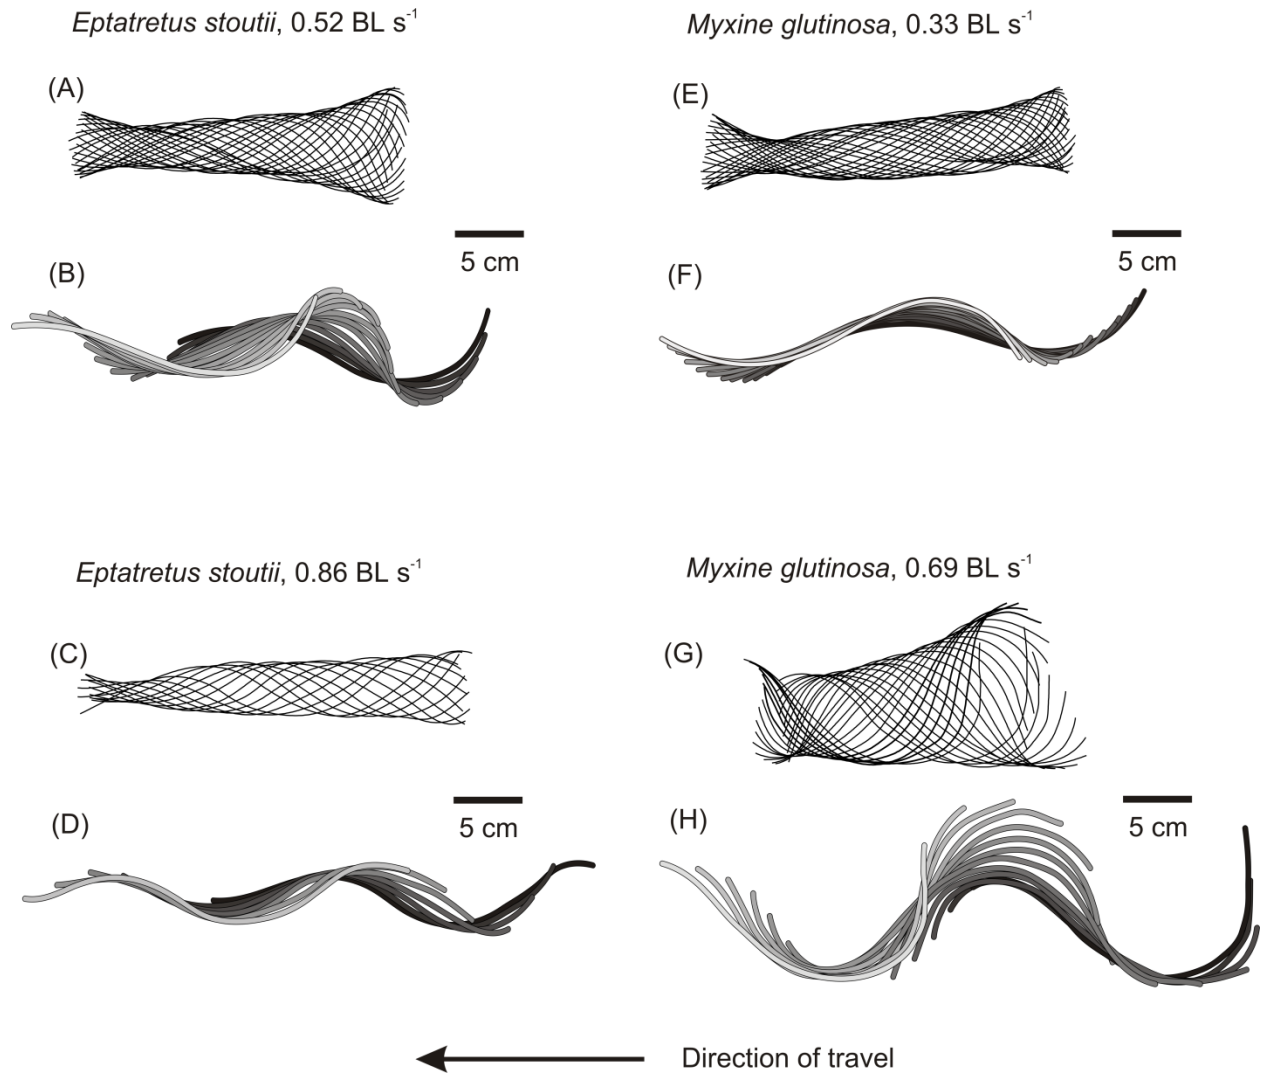 Eptatretus stoutii, 0.52 BL s⁻¹
Myxine glutinosa, 0.33 BL s⁻¹
(A)
(E)
5 cm
5 cm
(B)
(F)
Eptatretus stoutii, 0.86 BL s⁻¹
Myxine glutinosa, 0.69 BL s⁻¹
(C)
(G)
5 cm
5 cm
(D)
(H)
Direction of travel